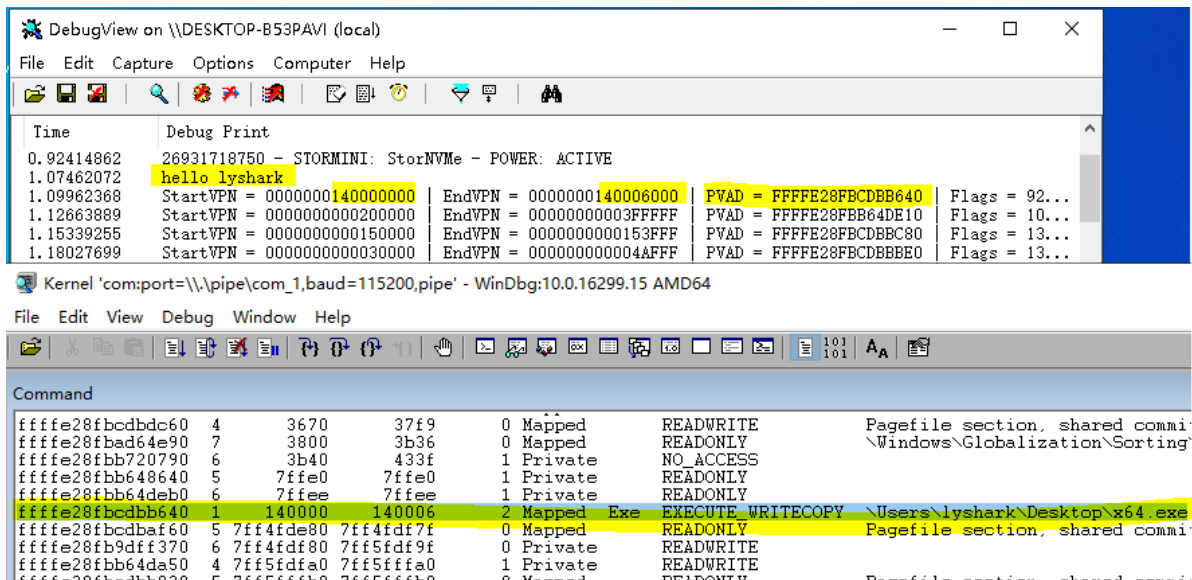 DebugView on \\DESKTOP-B53PAVI (local)
File Edit Capture Options Computer Help
Time Debug Print
0.92414862 26931718750 - STORMINI: StorNVMe - POWER: ACTIVE
1.07462072 hello lyshark
1.09962368 StartVPN = 0000000140000000 | EndVPN = 0000000140006000 | PVAD = FFFFE28FBCDBB640 | Flags = 92...
1.12663889 StartVPN = 0000000000200000 | EndVPN = 00000000003FFFFF | PVAD = FFFFE28FBB64DE10 | Flags = 10...
1.15339255 StartVPN = 0000000000150000 | EndVPN = 0000000000153FFF | PVAD = FFFFE28FBCDBBC80 | Flags = 13...
1.18027699 StartVPN = 0000000000030000 | EndVPN = 000000000004AFFF | PVAD = FFFFE28FBCDBBBE0 | Flags = 13...
Kernel 'com:port=\\.\pipe\com_1,baud=115200,pipe' - WinDbg:10.0.16299.15 AMD64
File Edit View Debug Window Help
Command
ffffe28fbcdbdc60 4 3670 37f9 0 Mapped READWRITE Pagefile section, shared commi
ffffe28fbad64e90 7 3800 3b36 0 Mapped READONLY \Windows\Globalization\Sorting\
ffffe28fbb720790 6 3b40 433f 1 Private NO_ACCESS
ffffe28fbb648640 5 7ffe0 7ffe0 1 Private READONLY
ffffe28fbb64deb0 6 7ffee 7ffee 1 Private READONLY
ffffe28fbcdbb640 1 140000 140006 2 Mapped Exe EXECUTE_WRITECOPY \Users\lyshark\Desktop\x64.exe
ffffe28fbcdbaf60 5 7ff4fde80 7ff4fdf7f 0 Mapped READONLY Pagefile section, shared commi
ffffe28fb9dff370 6 7ff4fdf80 7ff5fdf9f 0 Private READWRITE
ffffe28fbb64da50 4 7ff5fdfa0 7ff5fffa0 1 Private READWRITE